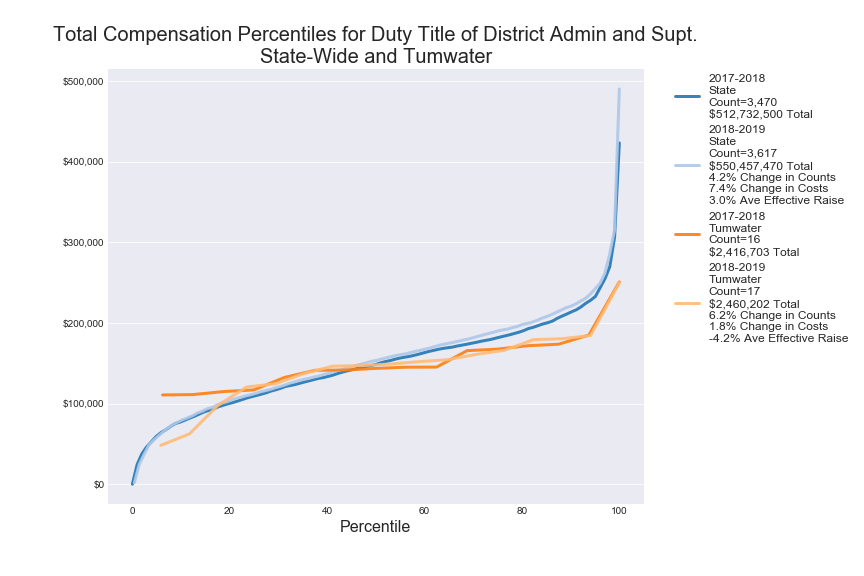 Total Compensation Percentiles for Duty Title of District Admin and Supt.
State-Wide and Tumwater
$500,000
$400,000
$300,000
$200,000
$100,000
$0
0
20
40
60
80
100
Percentile
2017-2018
State
Count=3,470
$512,732,500 Total
2018-2019
State
Count=3,617
$550,457,470 Total
4.2% Change in Counts
7.4% Change in Costs
3.0% Ave Effective Raise
2017-2018
Tumwater
Count=16
$2,416,703 Total
2018-2019
Tumwater
Count=17
$2,460,202 Total
6.2% Change in Counts
1.8% Change in Costs
-4.2% Ave Effective Raise